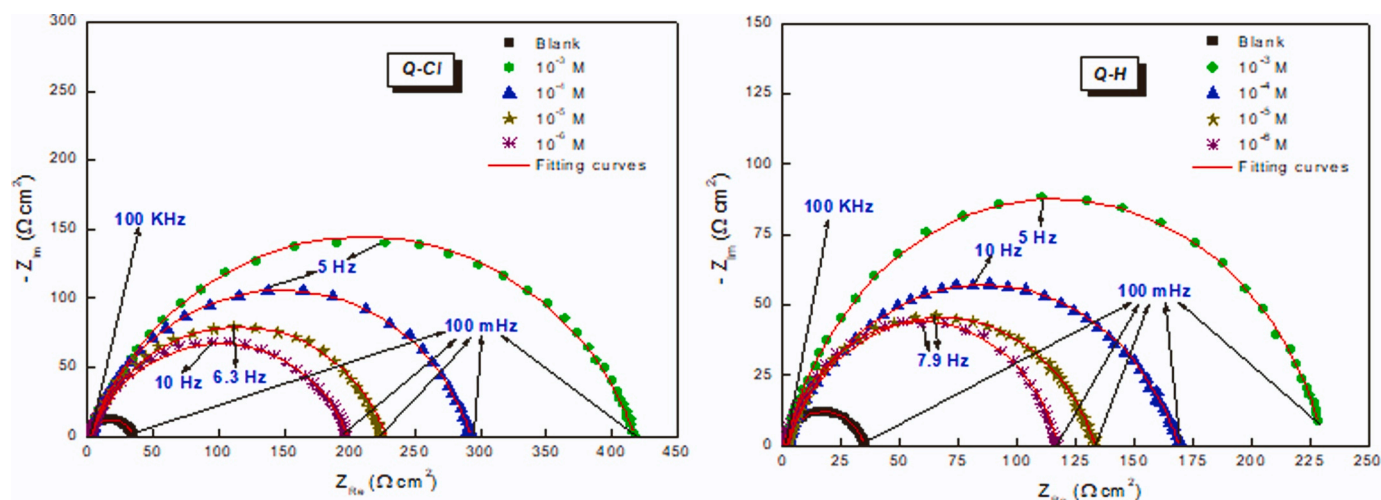 300
250
200
150
100
50
0
- Z_Im (Ω cm²)
Q-Cl
Blank
10⁻³ M
10⁻⁴ M
10⁻⁵ M
10⁻⁶ M
Fitting curves
100 KHz
5 Hz
100 mHz
10 Hz
6.3 Hz
0 50 100 150 200 250 300 350 400 450
Z_Re (Ω cm²)
150
125
100
75
50
25
0
- Z_Im (Ω cm²)
Q-H
Blank
10⁻³ M
10⁻⁴ M
10⁻⁵ M
10⁻⁶ M
Fitting curves
100 KHz
5 Hz
10 Hz
100 mHz
7.9 Hz
0 25 50 75 100 125 150 175 200 225 250
Z_Re (Ω cm²)